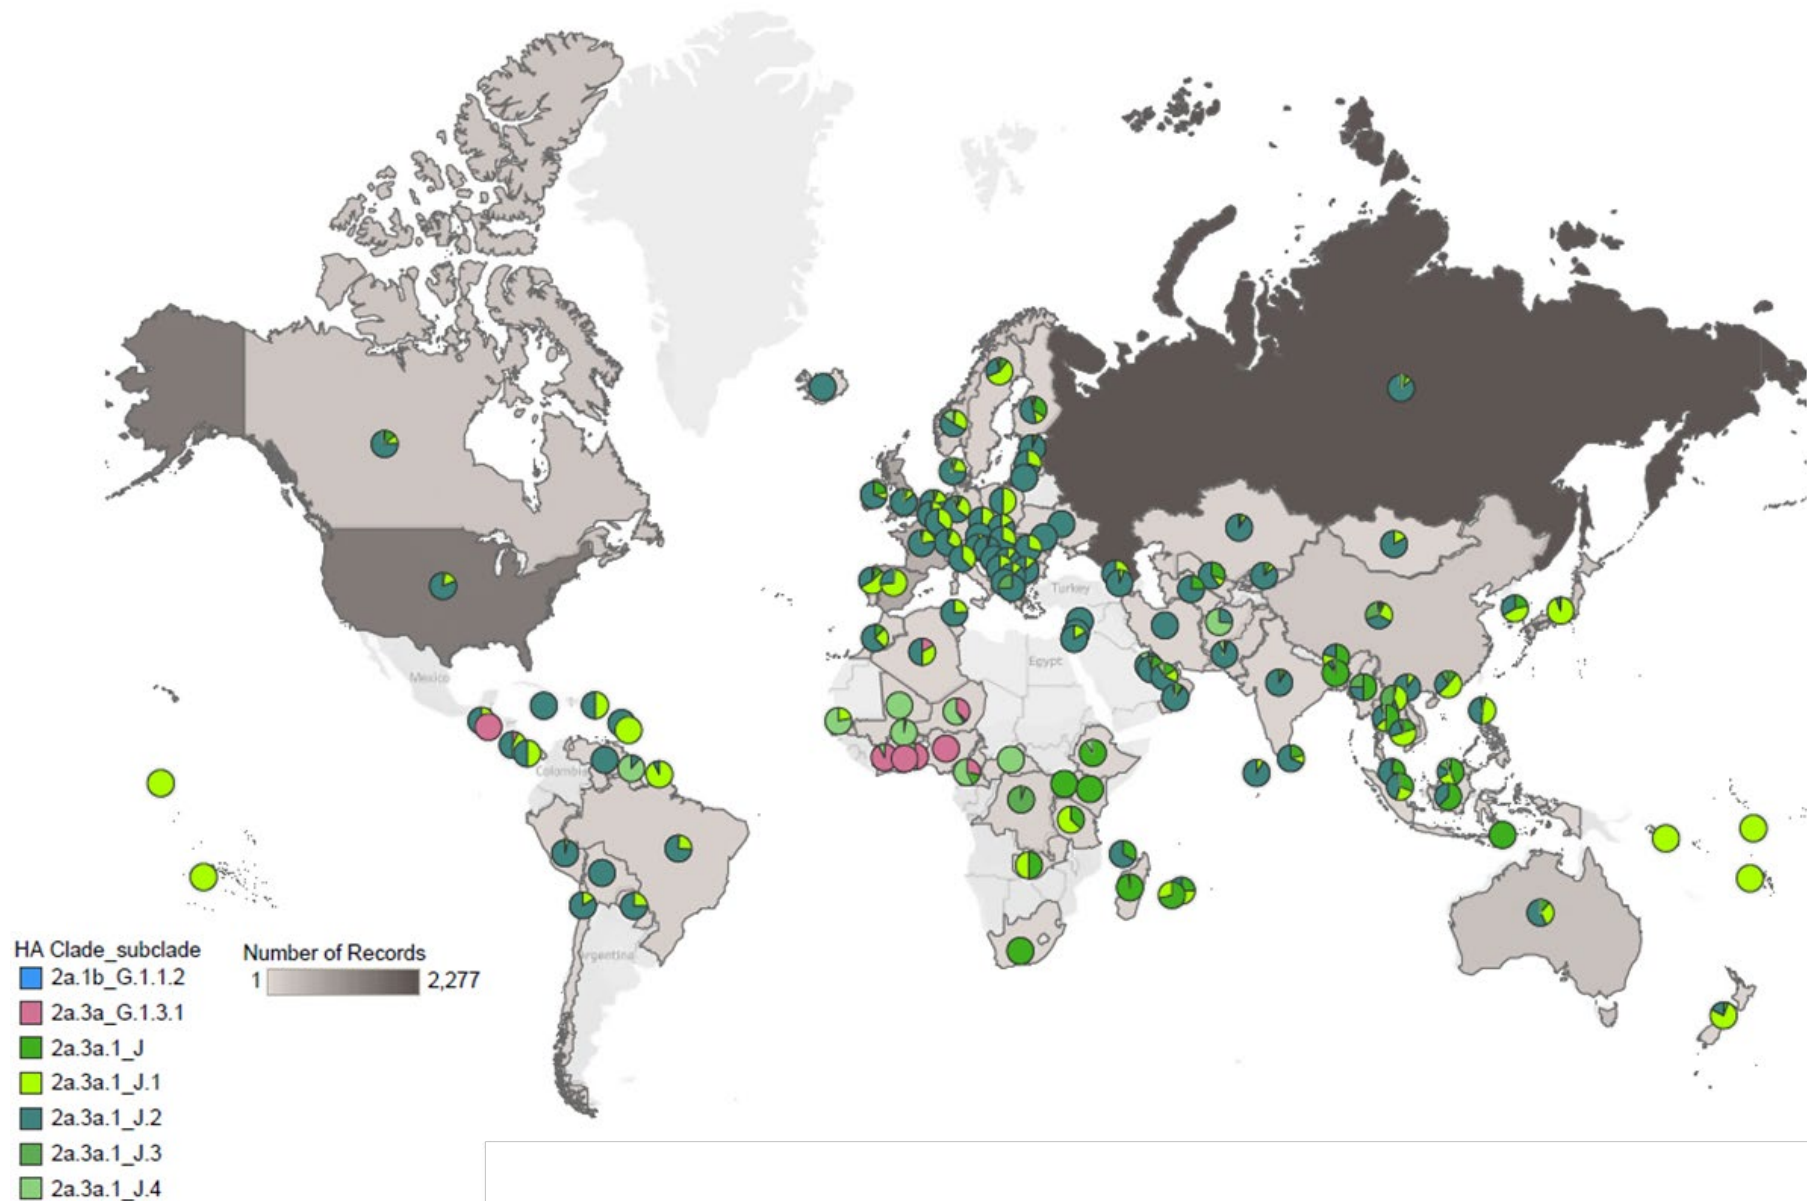 Turkey
Egypt
Mexico
Colombia
Argentina
HA Clade_subclade
2a.1b_G.1.1.2
2a.3a_G.1.3.1
2a.3a.1_J
2a.3a.1_J.1
2a.3a.1_J.2
2a.3a.1_J.3
2a.3a.1_J.4
Number of Records
1 2,277